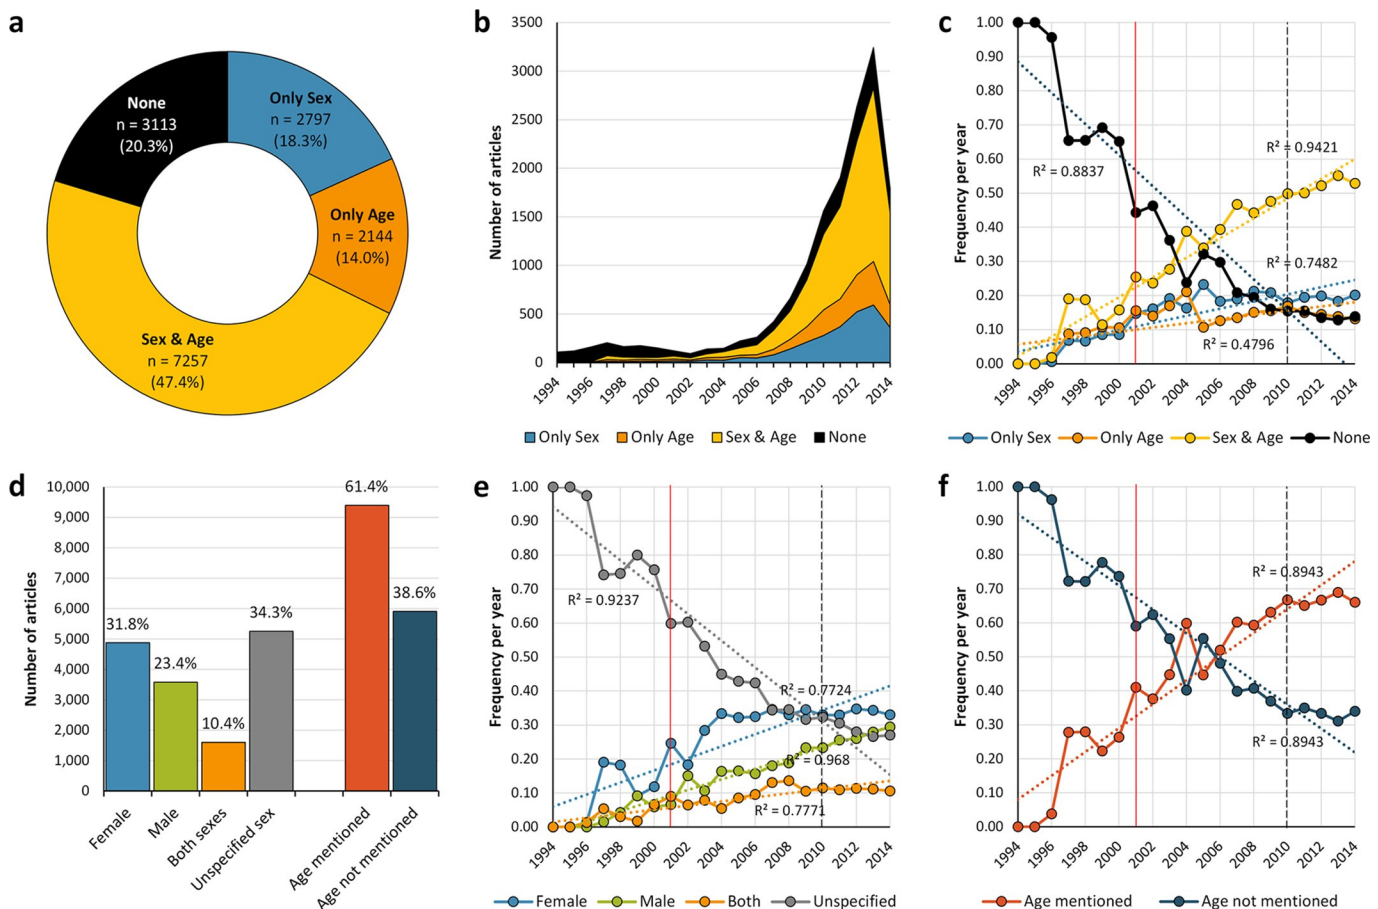 a
None
n = 3113
(20.3%)
Only Sex
n = 2797
(18.3%)
Only Age
n = 2144
(14.0%)
Sex & Age
n = 7257
(47.4%)
b
Number of articles
3500
3000
2500
2000
1500
1000
500
0
1994
1996
1998
2000
2002
2004
2006
2008
2010
2012
2014
Only Sex
Only Age
Sex & Age
None
c
Frequency per year
1.00
0.90
0.80
0.70
0.60
0.50
0.40
0.30
0.20
0.10
0.00
R² = 0.8837
R² = 0.9421
R² = 0.7482
R² = 0.4796
1994
1996
1998
2000
2002
2004
2006
2008
2010
2012
2014
Only Sex
Only Age
Sex & Age
None
d
Number of articles
10,000
9,000
8,000
7,000
6,000
5,000
4,000
3,000
2,000
1,000
0
31.8%
23.4%
10.4%
34.3%
61.4%
38.6%
Female
Male
Both sexes
Unspecified sex
Age mentioned
Age not mentioned
e
Frequency per year
1.00
0.90
0.80
0.70
0.60
0.50
0.40
0.30
0.20
0.10
0.00
R² = 0.9237
R² = 0.7724
R² = 0.968
R² = 0.7771
1994
1996
1998
2000
2002
2004
2006
2008
2010
2012
2014
Female
Male
Both
Unspecified
f
Frequency per year
1.00
0.90
0.80
0.70
0.60
0.50
0.40
0.30
0.20
0.10
0.00
R² = 0.8943
R² = 0.8943
1994
1996
1998
2000
2002
2004
2006
2008
2010
2012
2014
Age mentioned
Age not mentioned